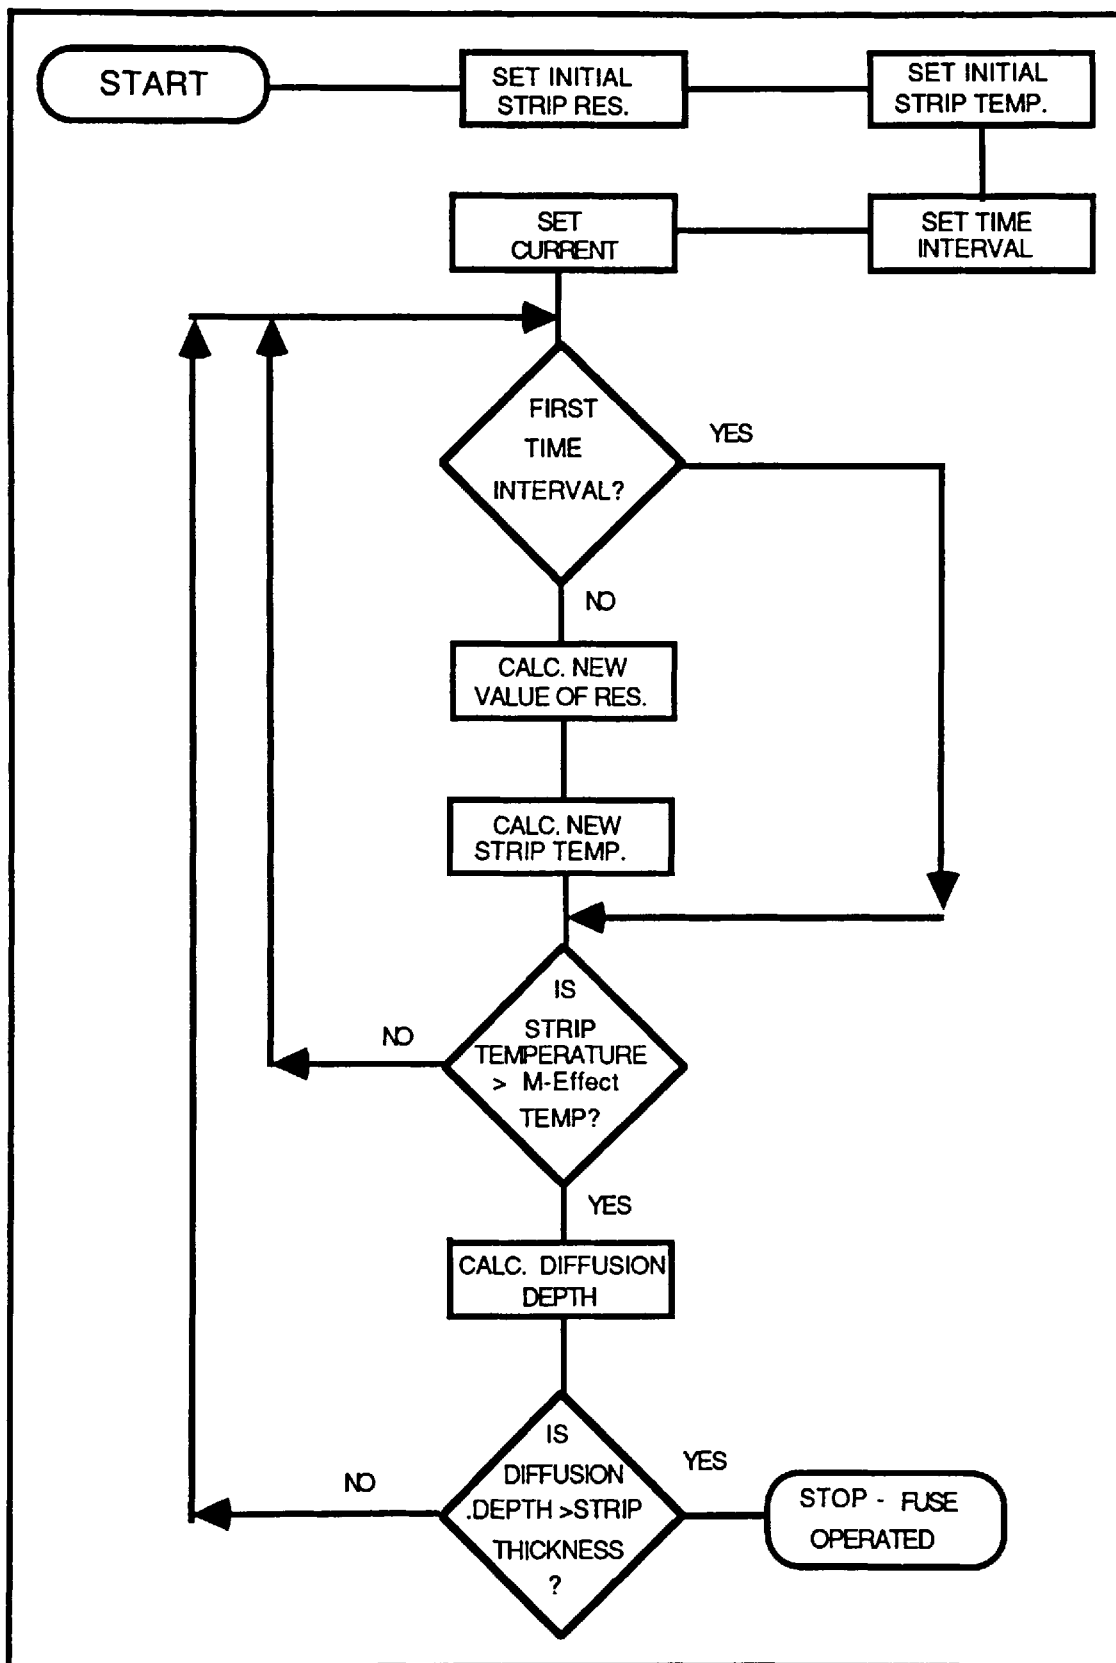 START
SET INITIAL
STRIP RES.
SET INITIAL
STRIP TEMP.
SET
CURRENT
SET TIME
INTERVAL
FIRST
TIME
INTERVAL?
YES
NO
CALC. NEW
VALUE OF RES.
CALC. NEW
STRIP TEMP.
IS
STRIP
TEMPERATURE
> M-Effect
TEMP?
NO
YES
CALC. DIFFUSION
DEPTH
IS
DIFFUSION
.DEPTH >STRIP
THICKNESS
?
NO
YES
STOP - FUSE
OPERATED